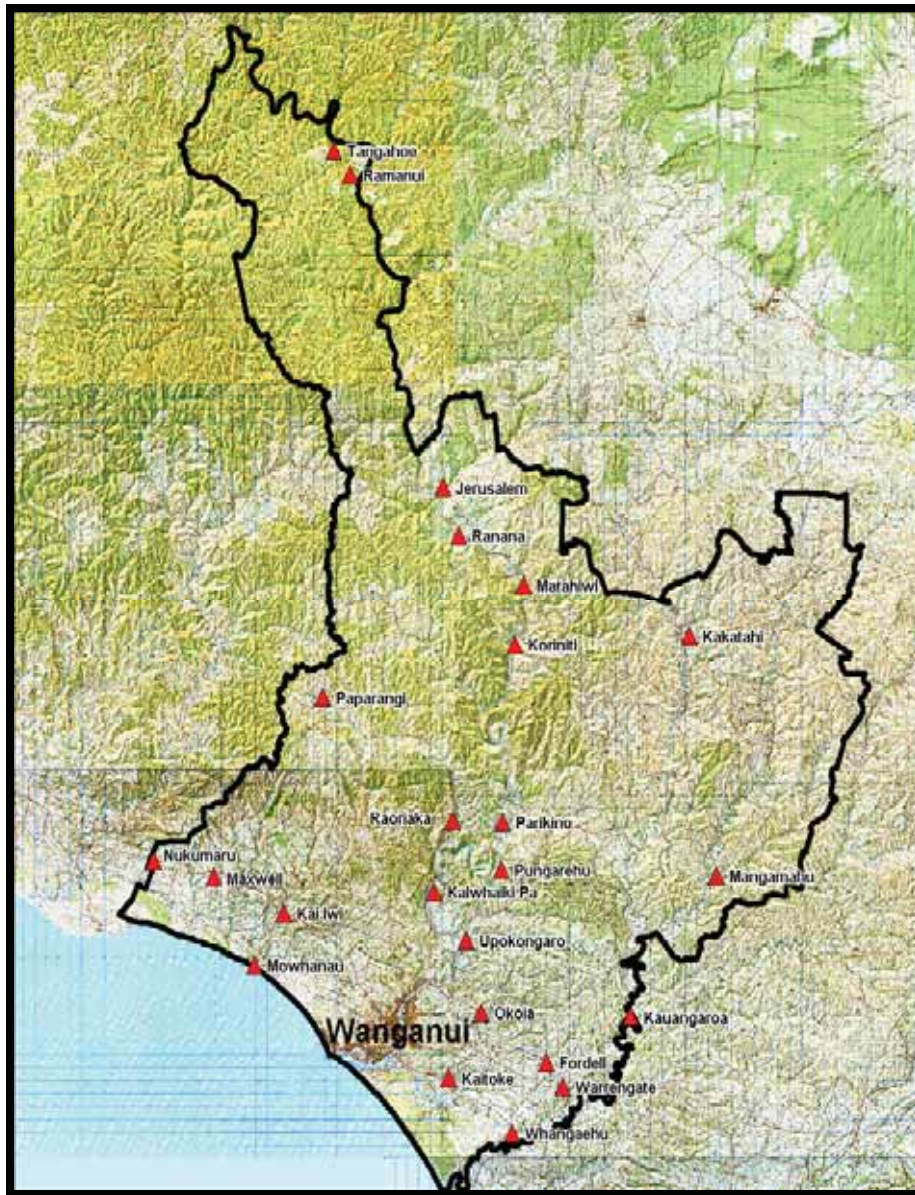 Tangahoe
Ramanui
Jerusalem
Ranana
Matahiwi
Koriniti
Kakatahi
Paparangi
Raorlaka
Parikino
Nukumaru
Maxwell
Pungarehu
Mangamahu
Kaiwhaiki Pa
Kai Iwi
Upokongaro
Mowhanau
Okoia
Kauangaroa
Wanganui
Fordell
Kaitoke
Warrengate
Whangaehu